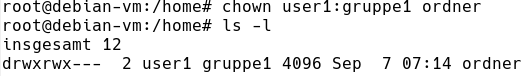 root@debian-vm:/home# chown user1:gruppe1 ordner
root@debian-vm:/home# ls -l
insgesamt 12
drwxrwx---  2 user1 gruppe1 4096 Sep  7 07:14 ordner